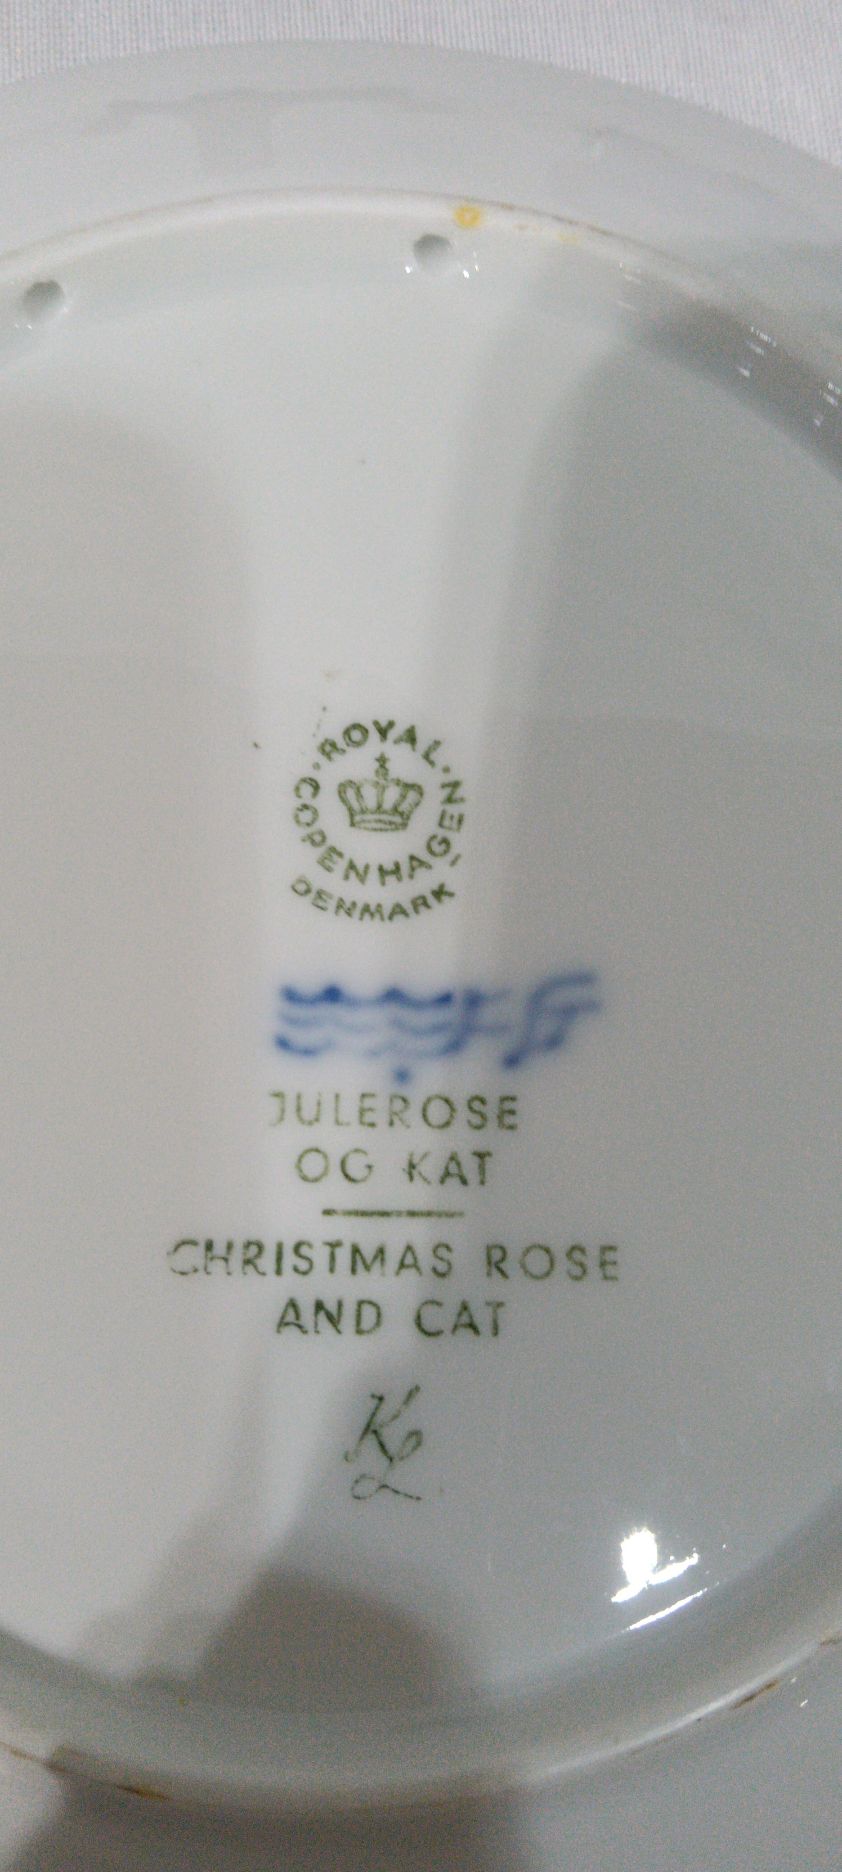 ROYAL
COPENHAGEN
DENMARK
JULEROSE
OG KAT
CHRISTMAS ROSE
AND CAT